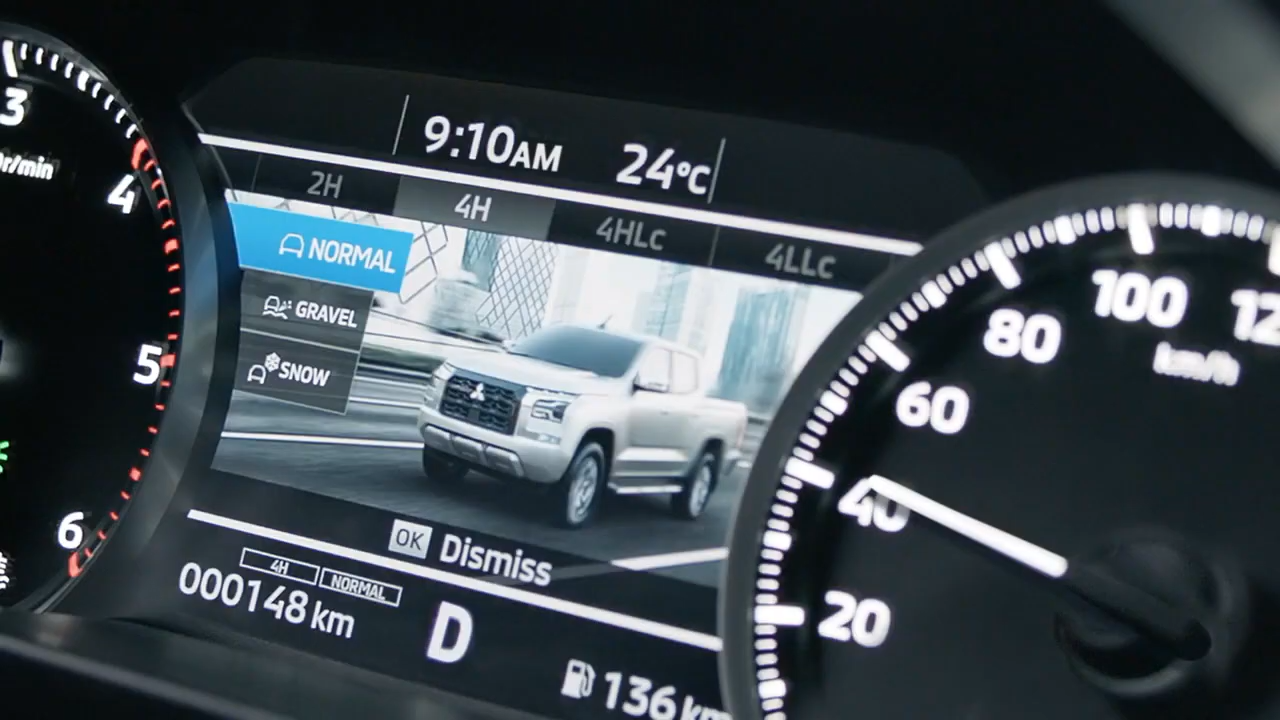 9:10AM 24°C
2H 4H 4HLc 4LLc
NORMAL
GRAVEL
SNOW
OK Dismiss
4H NORMAL
000148 km
D
136 km
3
r/min
4
5
6
20
40
60
80
100
12
km/h